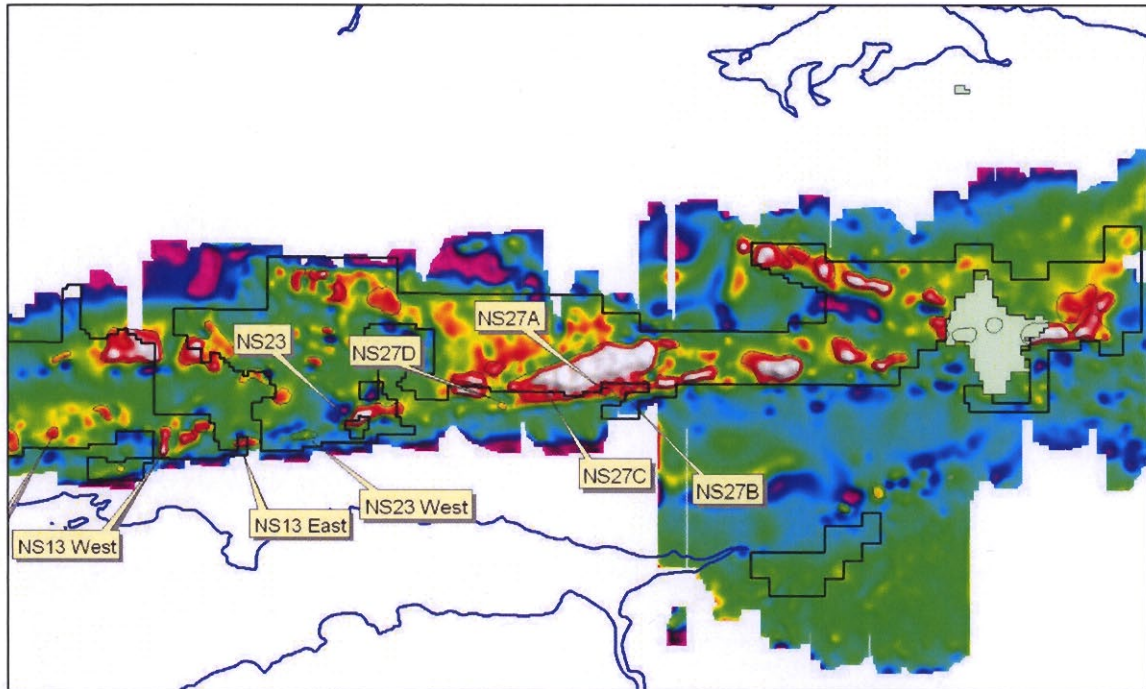 NS27A
NS23
NS27D
NS27C
NS27B
NS23 West
NS13 East
NS13 West